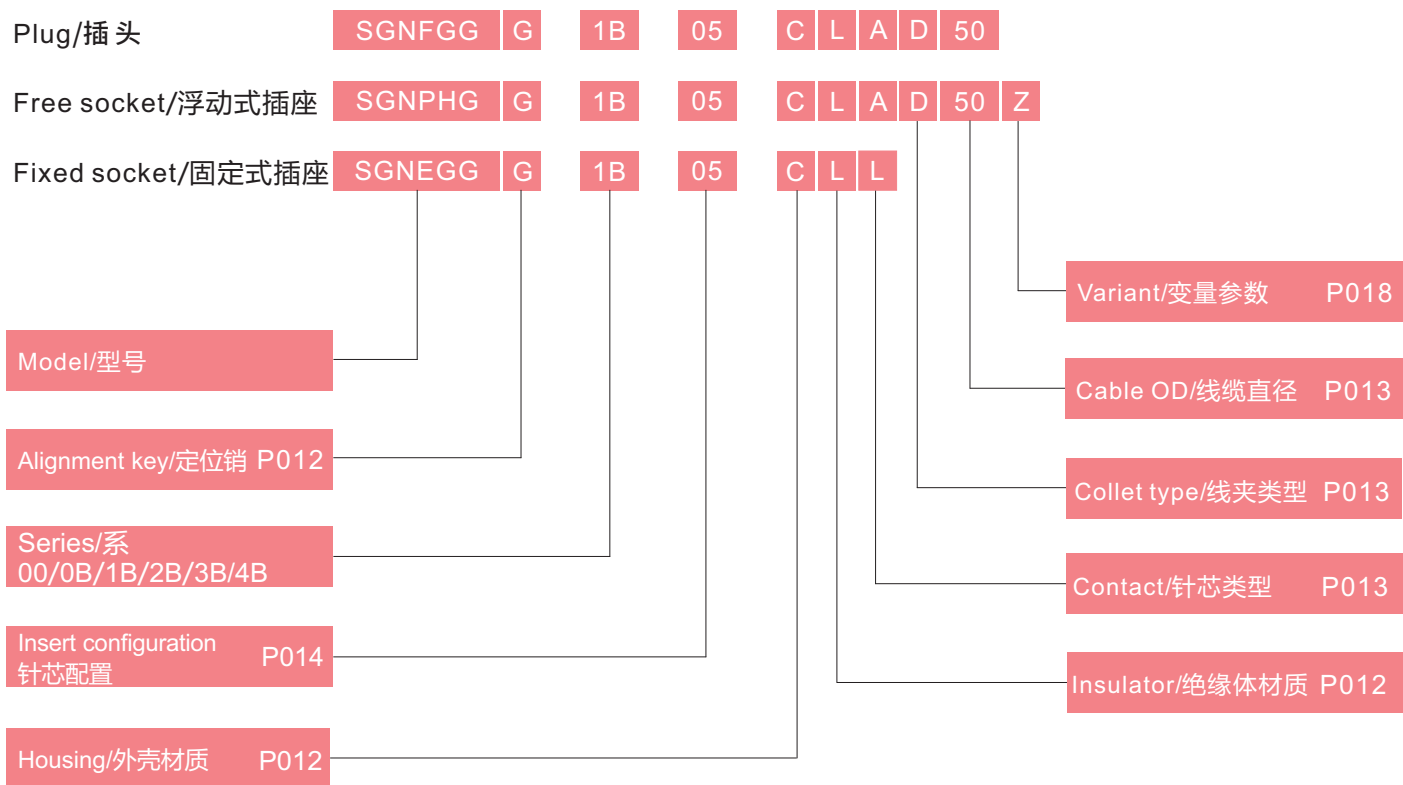 Plug/插头 SGNFGG G 1B 05 C L A D 50
Free socket/浮动式插座 SGNPHG G 1B 05 C L A D 50 Z
Fixed socket/固定式插座 SGNEGG G 1B 05 C L L
Variant/变量参数 P018
Model/型号
Cable OD/线缆直径 P013
Alignment key/定位销 P012
Collet type/线夹类型 P013
Series/系
00/0B/1B/2B/3B/4B
Contact/针芯类型 P013
Insert configuration
针芯配置 P014
Insulator/绝缘体材质 P012
Housing/外壳材质 P012